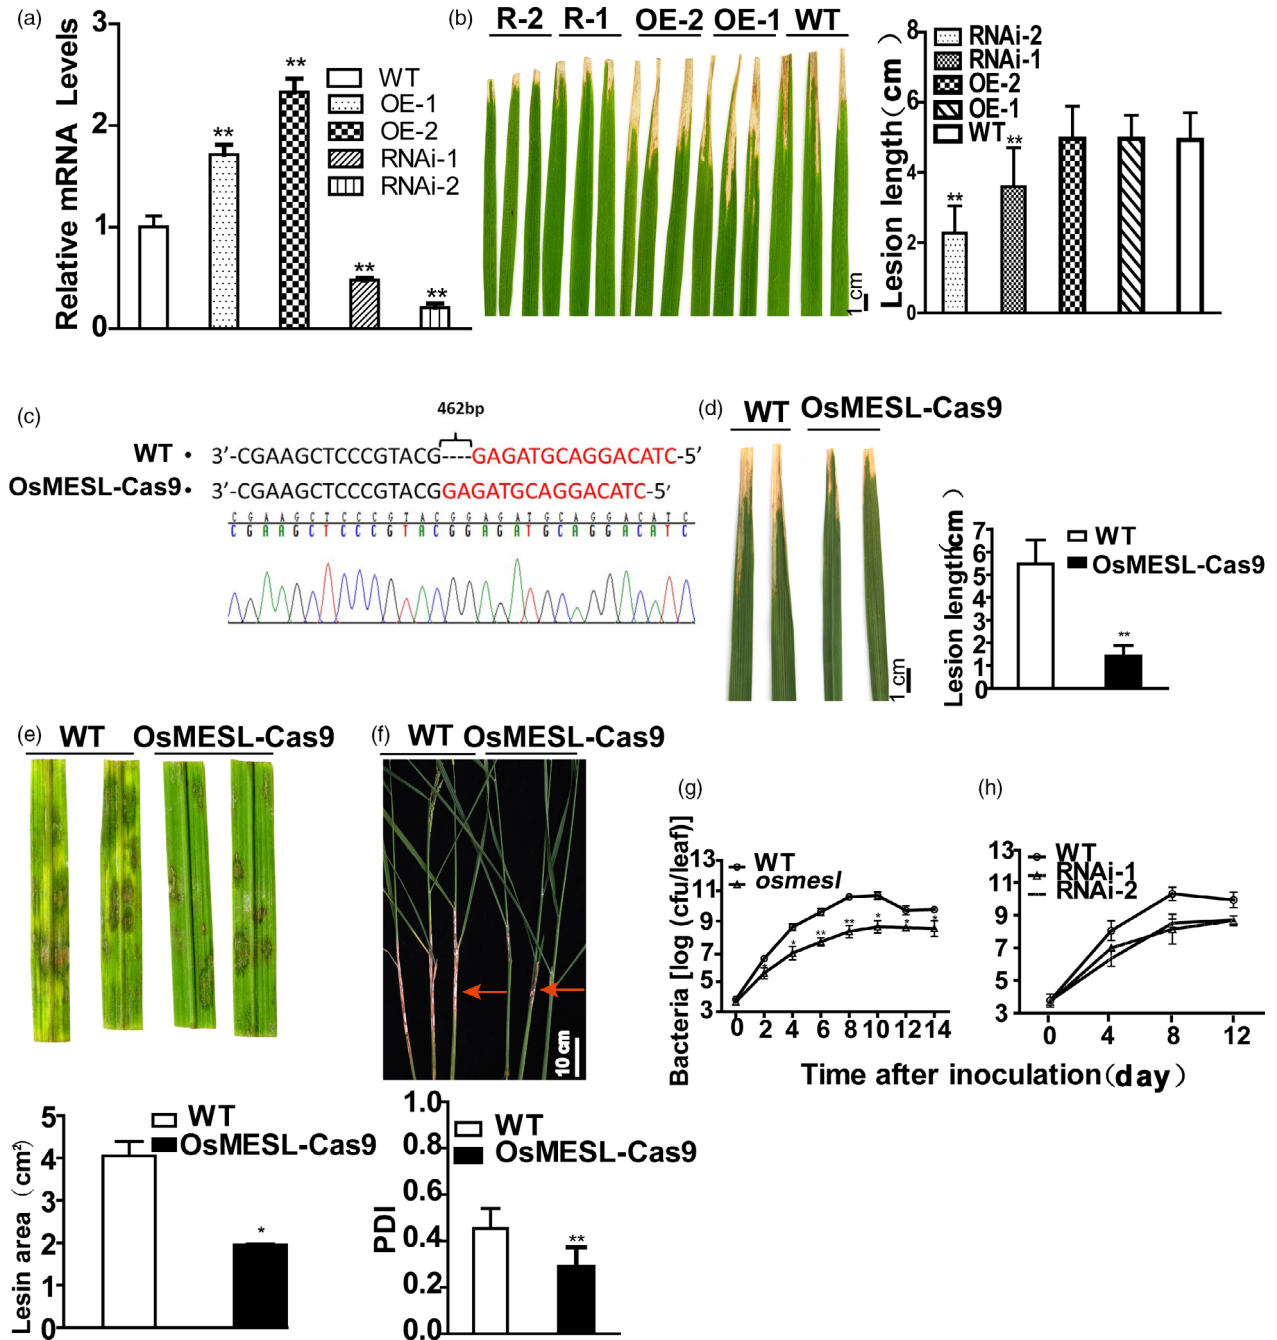 (a)
Relative mRNA Levels
3
2
1
0
**
**
**
**
WT
OE-1
OE-2
RNAi-1
RNAi-2
(b)
R-2 R-1 OE-2 OE-1 WT
1 cm
Lesion length(cm)
8
6
4
2
0
RNAi-2
RNAi-1
OE-2
OE-1
WT
**
**
(c)
462bp
WT • 3'-CGAAGCTCCCGTACG----GAGATGCAGGACATC-5'
OsMESL-Cas9 • 3'-CGAAGCTCCCGTACGGAGATGCAGGACATC-5'
C G A A G C T C C C G T A C G G A G A T G C A G G A C A T C
C G A A G C T C C C G T A C G G A G A T G C A G G A C A T C
(d)
WT OsMESL-Cas9
1 cm
Lesion length(cm)
7
6
5
4
3
2
1
0
WT
OsMESL-Cas9
**
(e)
WT OsMESL-Cas9
Lesin area (cm²)
5
4
3
2
1
0
WT
OsMESL-Cas9
*
(f)
WT OsMESL-Cas9
10 cm
PDI
1.0
0.8
0.6
0.4
0.2
0.0
WT
OsMESL-Cas9
**
(g)
Bacteria [log (cfu/leaf)]
13
11
9
7
5
3
WT
osmesl
* ** ** * * *
0 2 4 6 8 10 12 14
(h)
13
11
9
7
5
3
WT
RNAi-1
RNAi-2
0 4 8 12
Time after inoculation(day)